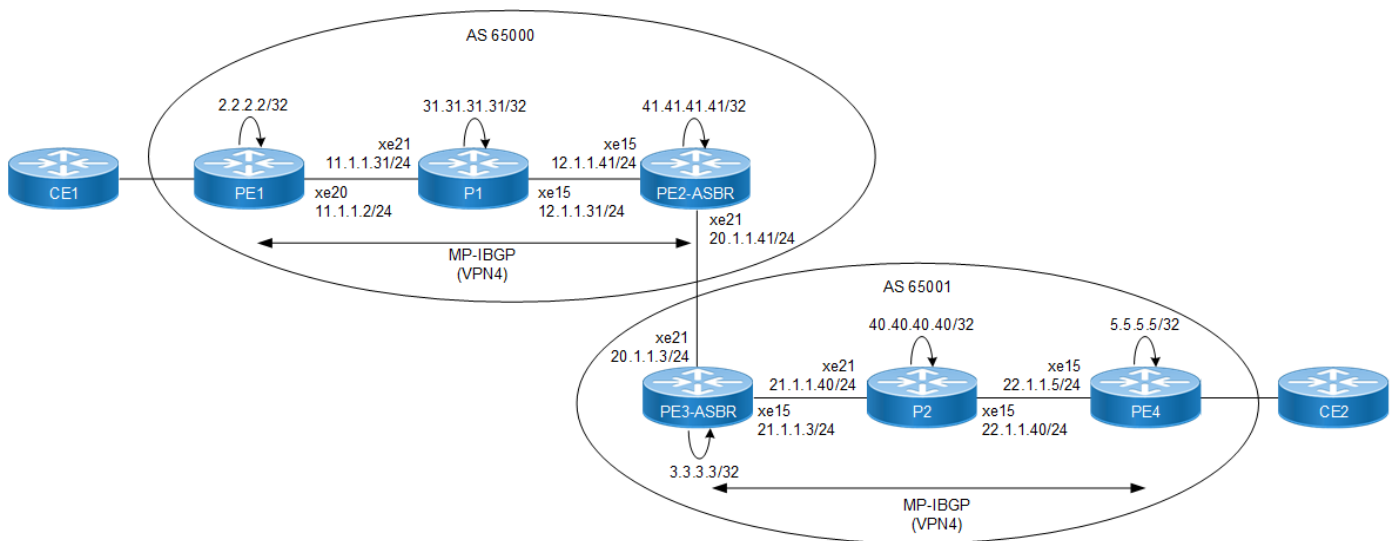 AS 65000
2.2.2.2/32
31.31.31.31/32
41.41.41.41/32
xe21
11.1.1.31/24
xe15
12.1.1.41/24
CE1
PE1
P1
PE2-ASBR
xe20
11.1.1.2/24
xe15
12.1.1.31/24
xe21
20.1.1.41/24
MP-IBGP
(VPN4)
AS 65001
40.40.40.40/32
5.5.5.5/32
xe21
20.1.1.3/24
xe21
21.1.1.40/24
xe15
22.1.1.5/24
PE3-ASBR
P2
PE4
CE2
xe15
21.1.1.3/24
xe15
22.1.1.40/24
3.3.3.3/32
MP-IBGP
(VPN4)